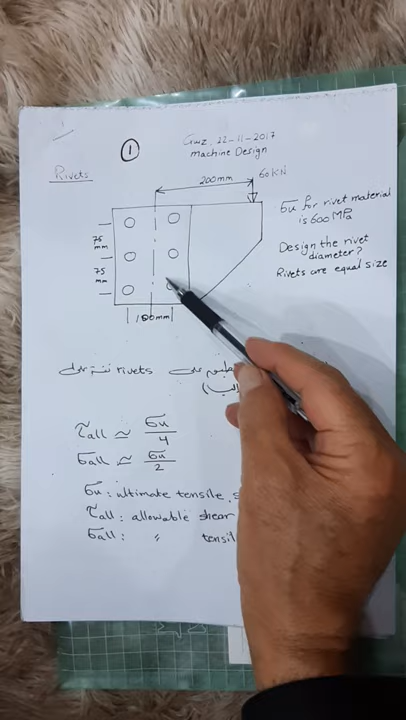 ①
Quiz, 22-11-2017
Machine Design
Rivets
200mm
60KN
75
mm
75
mm
100mm
σu for rivet material
is 600 MPa
Design the rivet
diameter?
Rivets are equal size
rivets
τall ≃ σu/4
σall ≃ σu/2
σu: ultimate tensile
τall: allowable shear
σall: 〃 tensil